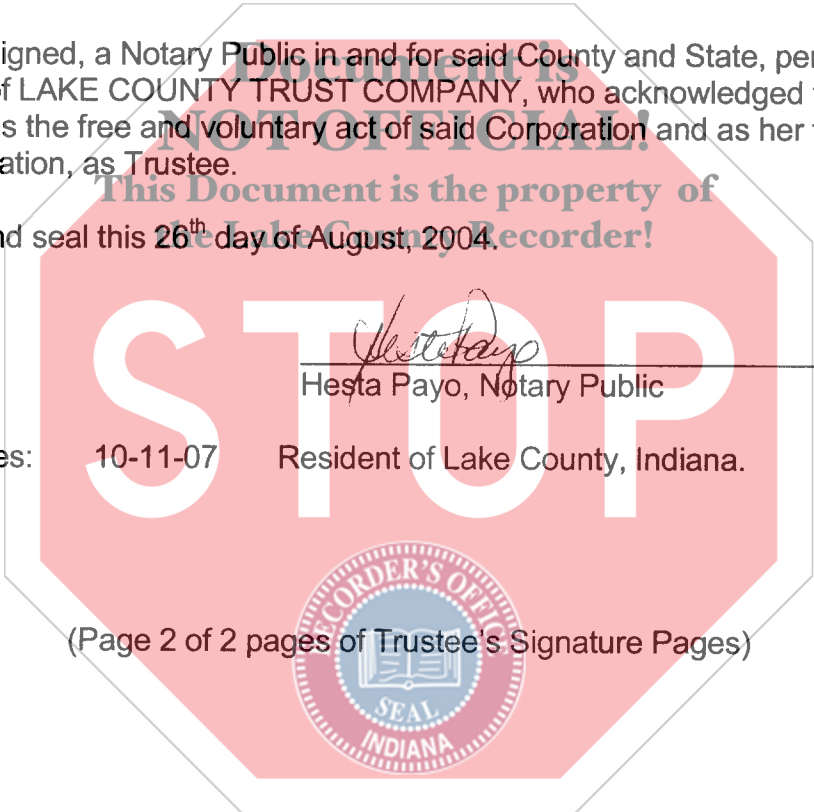 igned, a Notary Public in and for said County and State, per
f LAKE COUNTY TRUST COMPANY, who acknowledged
s the free and voluntary act of said Corporation and as her
ation, as Trustee.
Document is
NOT OFFICIAL!
This Document is the property of
the Lake County Recorder!
nd seal this 26th day of August, 2004.
Hesta Payo
Hesta Payo, Notary Public
es: 10-11-07 Resident of Lake County, Indiana.
STOP
(Page 2 of 2 pages of Trustee's Signature Pages)
RECORDER'S OFFICE
SEAL
INDIANA